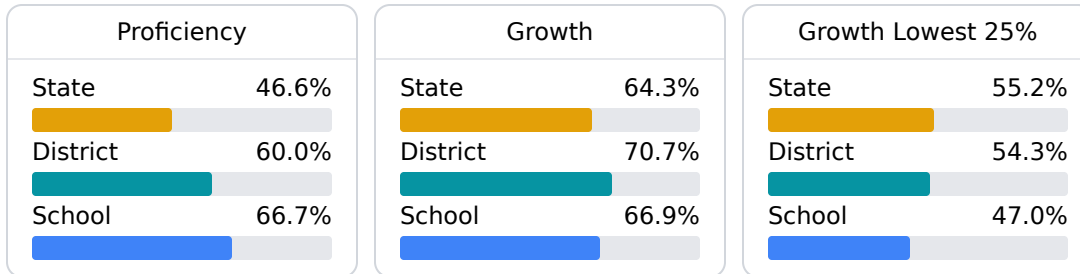 Proficiency
State 46.6%
District 60.0%
School 66.7%
Growth
State 64.3%
District 70.7%
School 66.9%
Growth Lowest 25%
State 55.2%
District 54.3%
School 47.0%